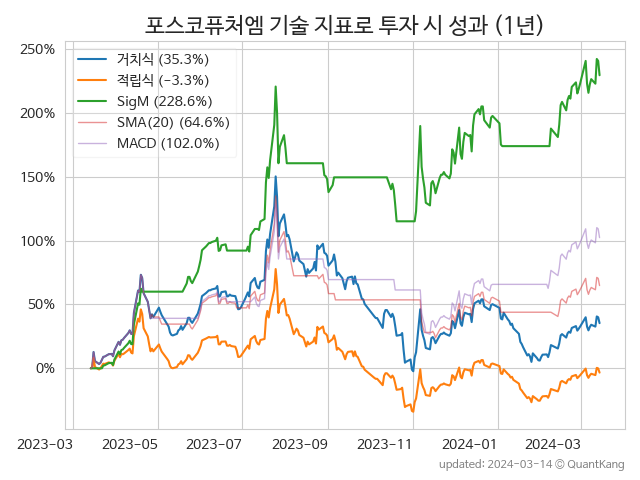 포스코퓨처엠 기술 지표로 투자 시 성과 (1년)
250%
200%
150%
100%
50%
0%
거치식 (35.3%)
적립식 (-3.3%)
SigM (228.6%)
SMA(20) (64.6%)
MACD (102.0%)
2023-03 2023-05 2023-07 2023-09 2023-11 2024-01 2024-03
updated: 2024-03-14 © QuantKang